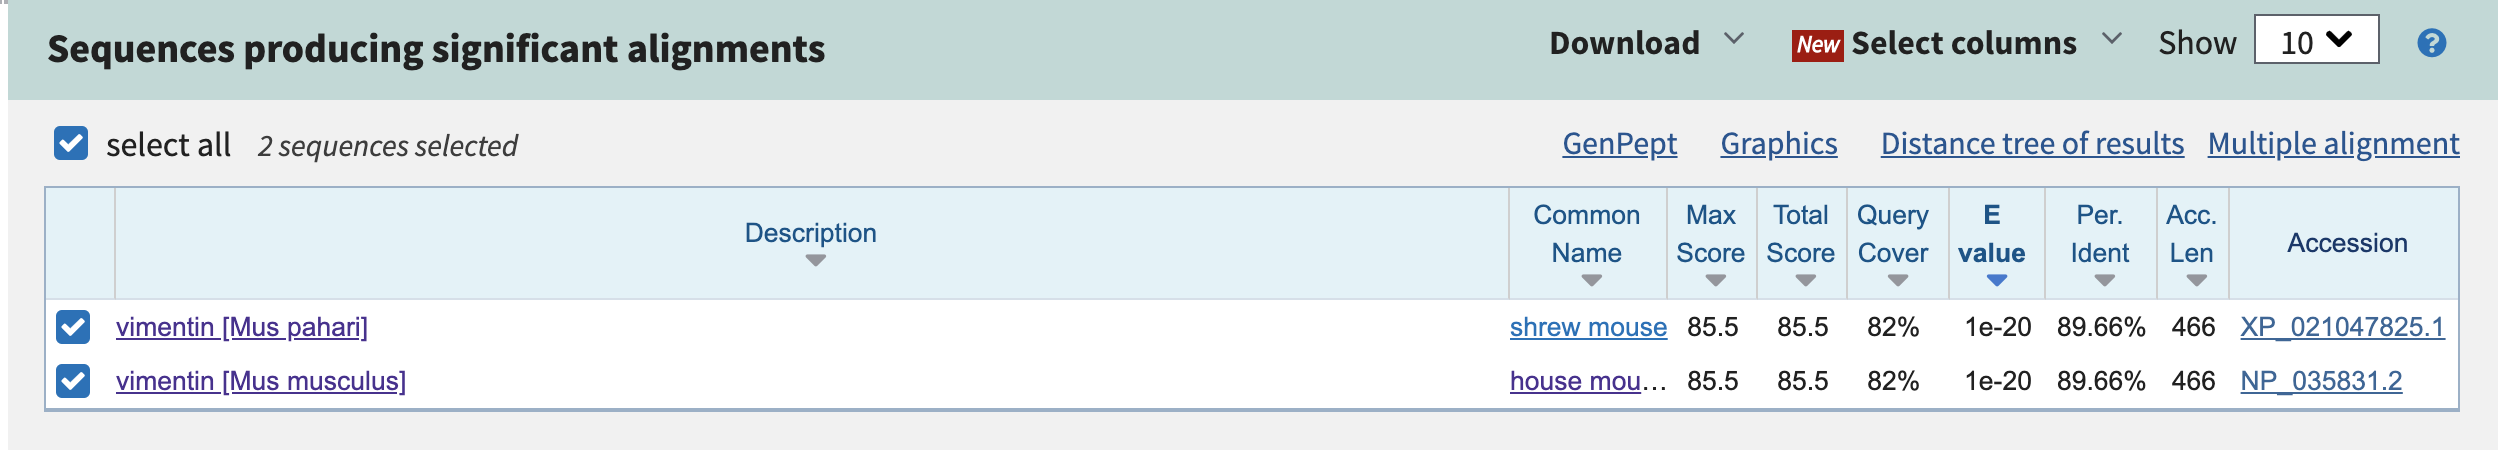 Sequences producing significant alignments Download New Select columns Show 10 ?
select all 2 sequences selected GenPept Graphics Distance tree of results Multiple alignment
Description Common Name Max Score Total Score Query Cover E value Per. Ident Acc. Len Accession
vimentin [Mus pahari] shrew mouse 85.5 85.5 82% 1e-20 89.66% 466 XP_021047825.1
vimentin [Mus musculus] house mou... 85.5 85.5 82% 1e-20 89.66% 466 NP_035831.2